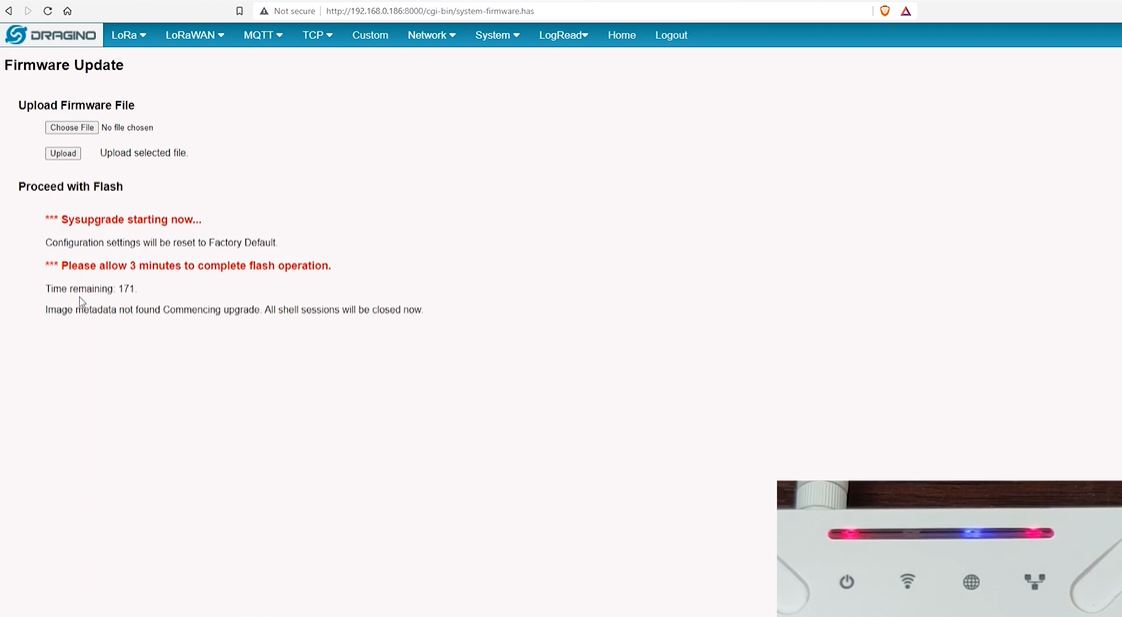 Not secure http://192.168.0.186:8000/cgi-bin/system-firmware.has
DRAGINO LoRa LoRaWAN MQTT TCP Custom Network System LogRead Home Logout
Firmware Update
Upload Firmware File
Choose File No file chosen
Upload Upload selected file.
Proceed with Flash
*** Sysupgrade starting now...
Configuration settings will be reset to Factory Default.
*** Please allow 3 minutes to complete flash operation.
Time remaining: 171.
Image metadata not found Commencing upgrade. All shell sessions will be closed now.